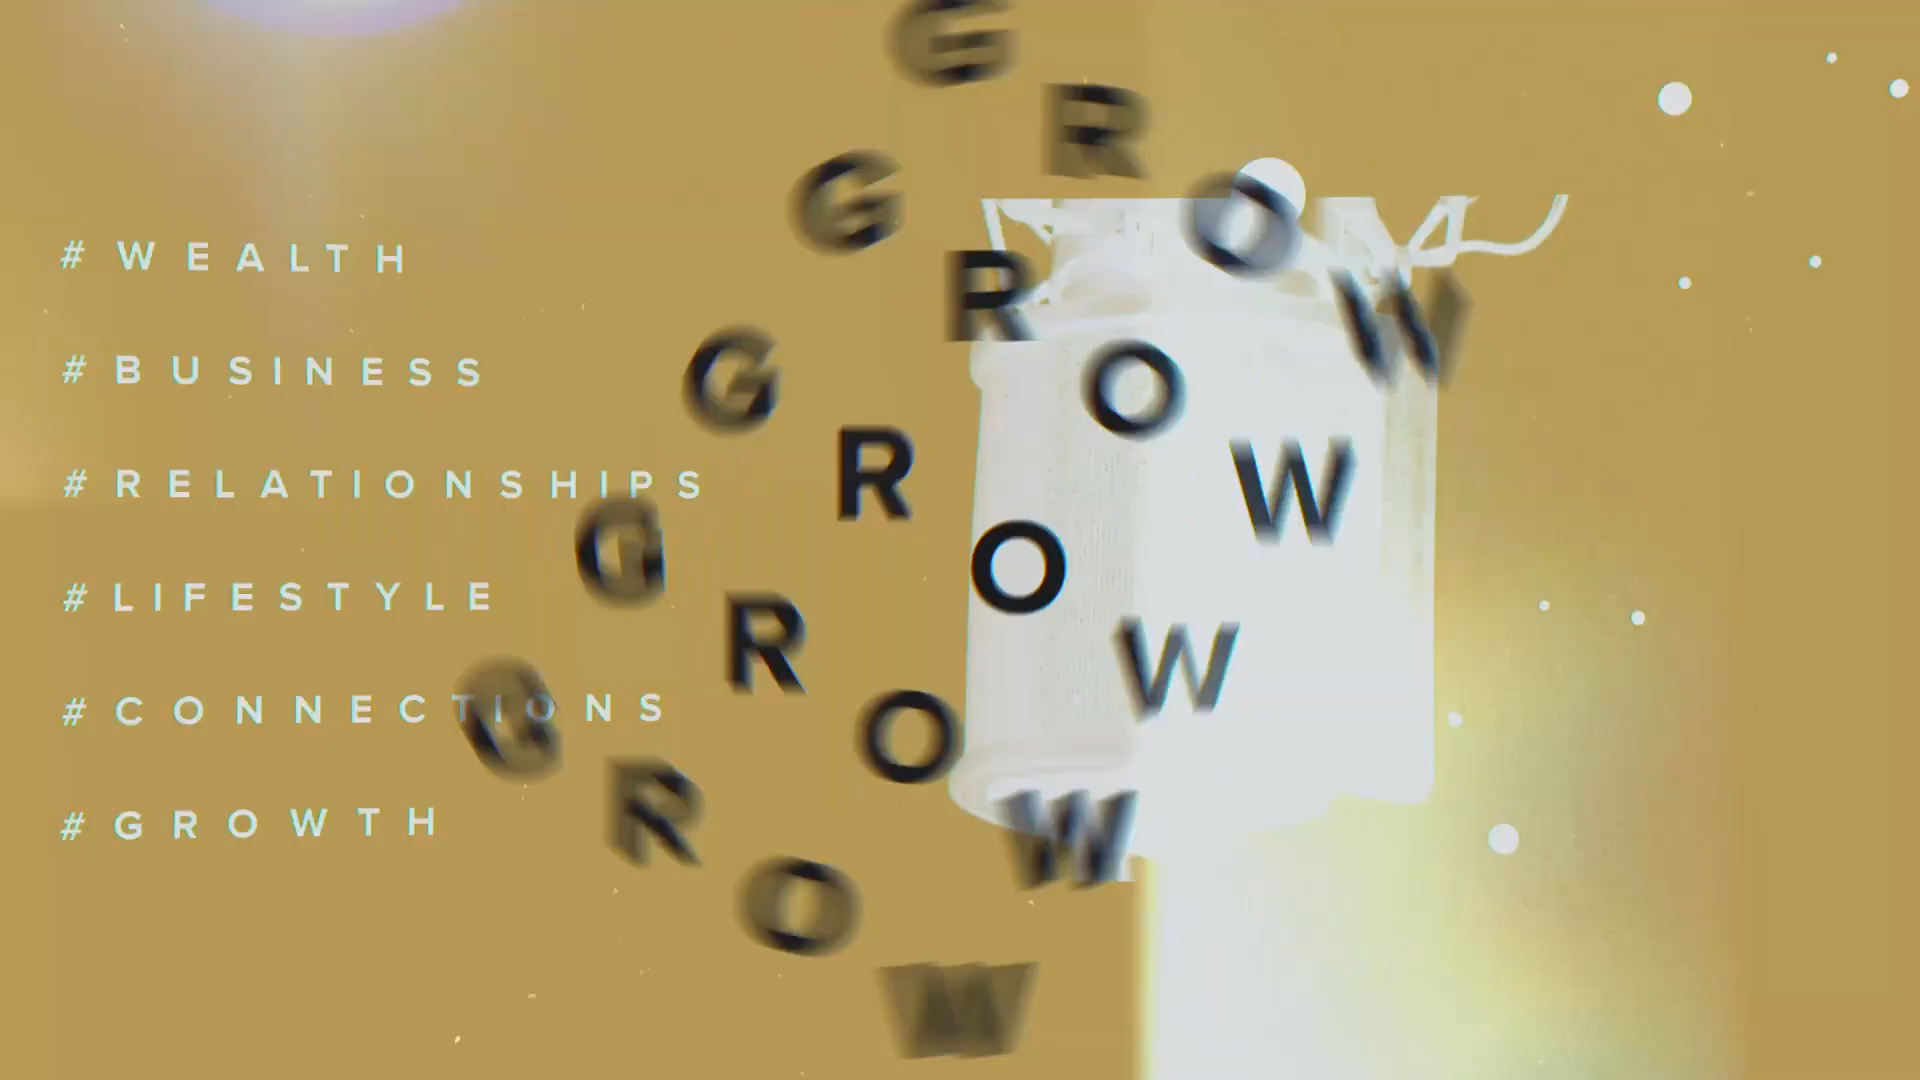 # WEALTH
# BUSINESS
# RELATIONSHIPS
# LIFESTYLE
# CONNECTIONS
# GROWTH
GROW
GROW
GROW
GROW
GROW